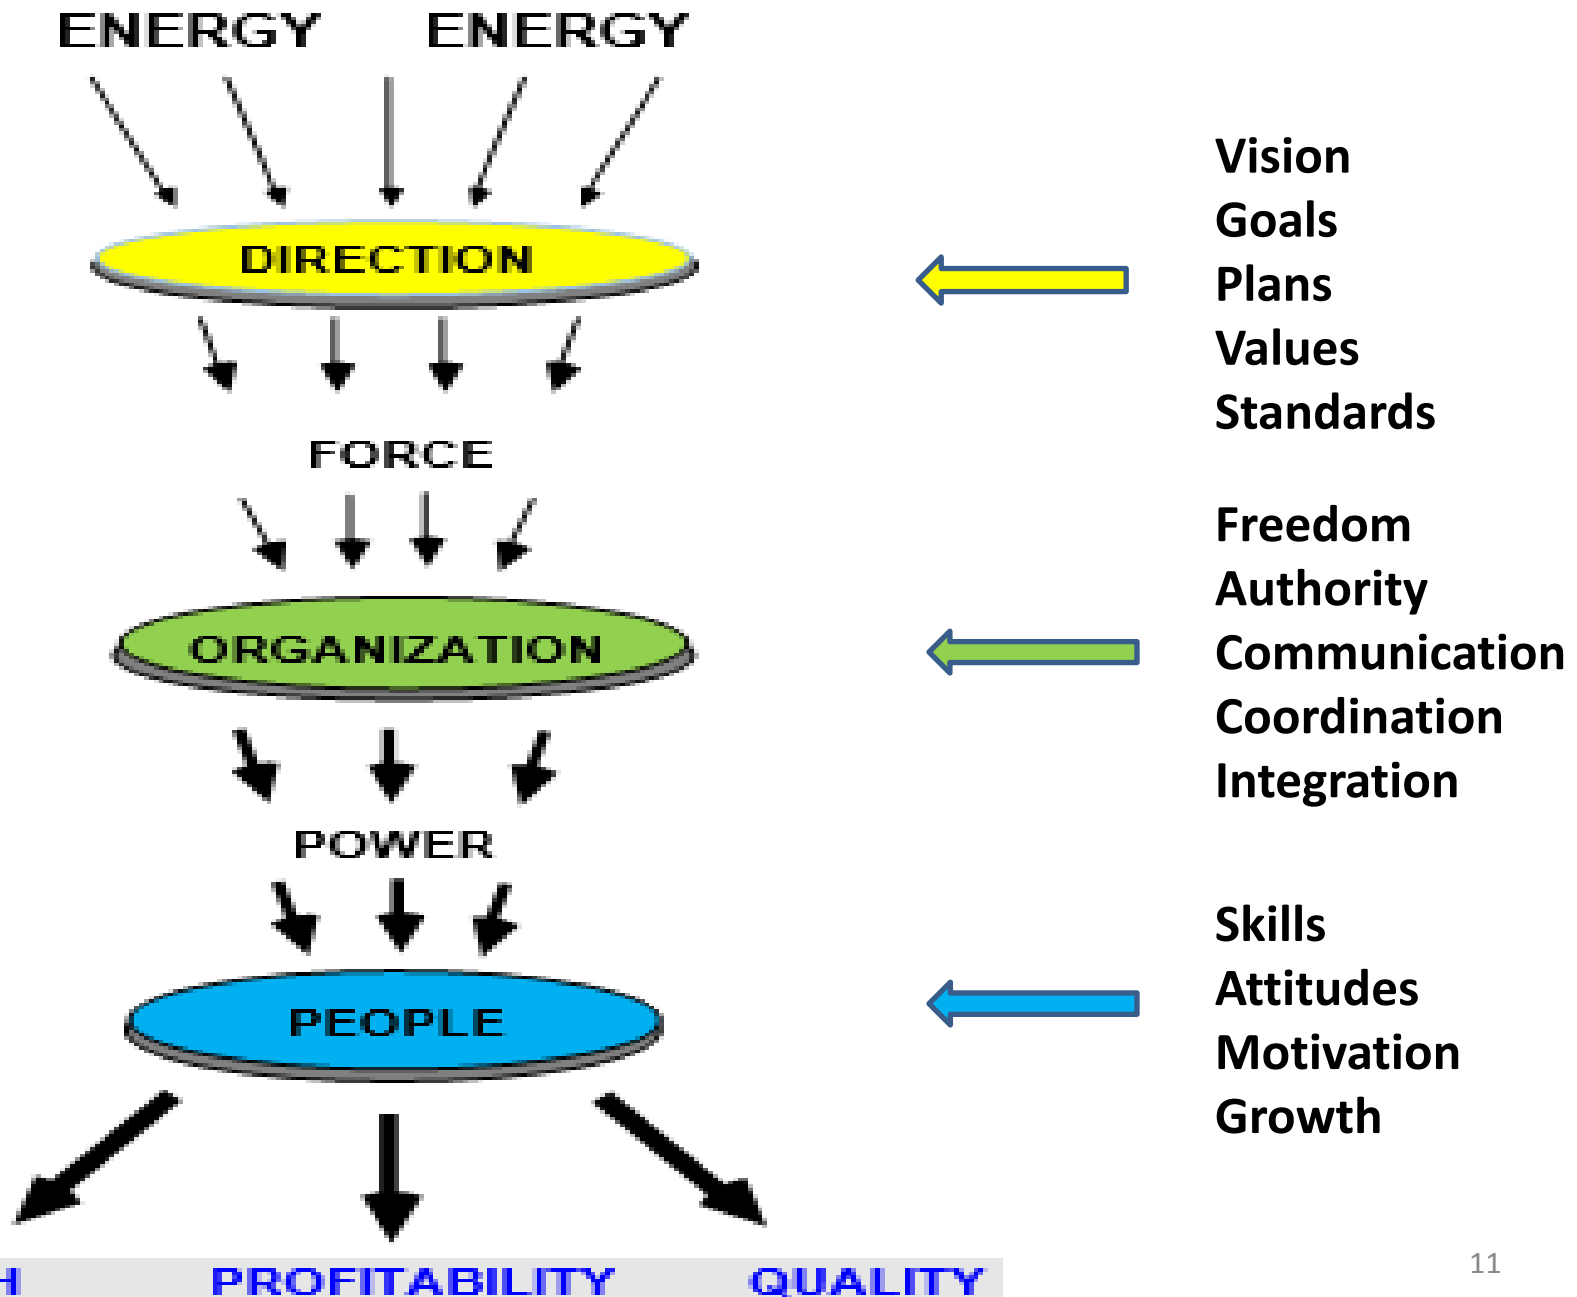 ENERGY ENERGY
DIRECTION
Vision
Goals
Plans
Values
Standards
FORCE
ORGANIZATION
Freedom
Authority
Communication
Coordination
Integration
POWER
PEOPLE
Skills
Attitudes
Motivation
Growth
PROFITABILITY QUALITY
11